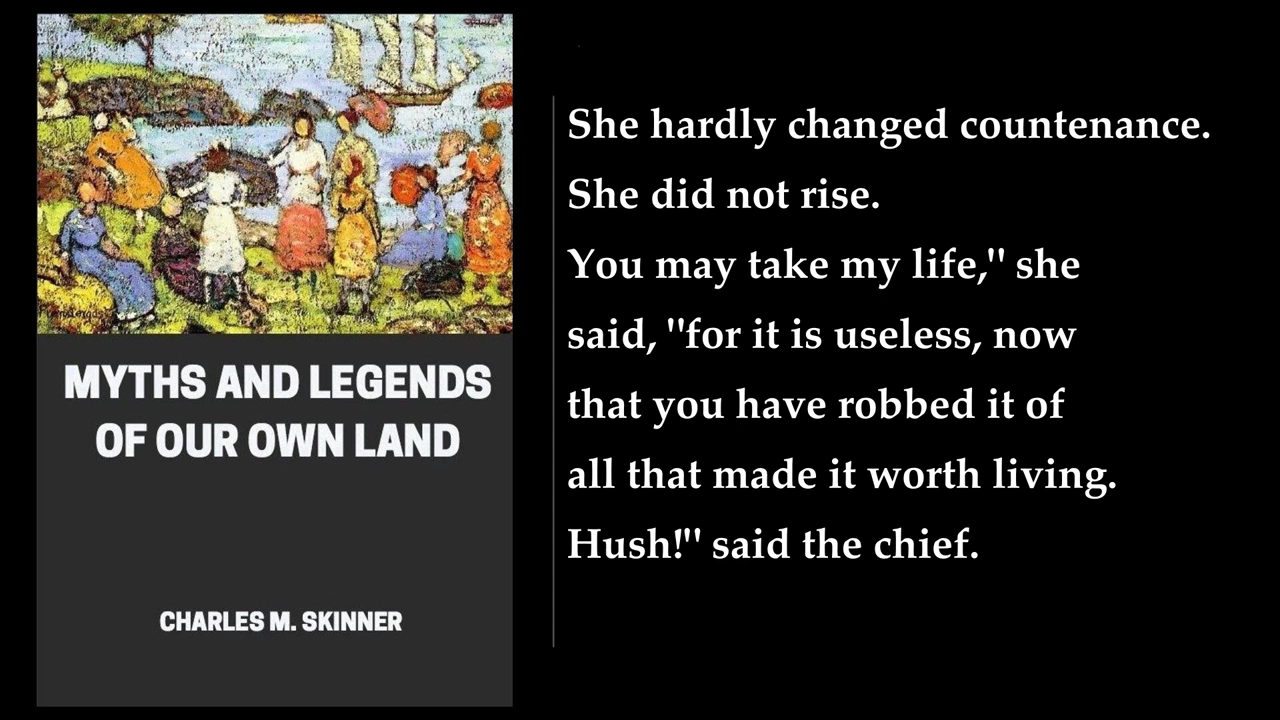 MYTHS AND LEGENDS
OF OUR OWN LAND
CHARLES M. SKINNER
She hardly changed countenance.
She did not rise.
You may take my life," she
said, "for it is useless, now
that you have robbed it of
all that made it worth living.
Hush!" said the chief.